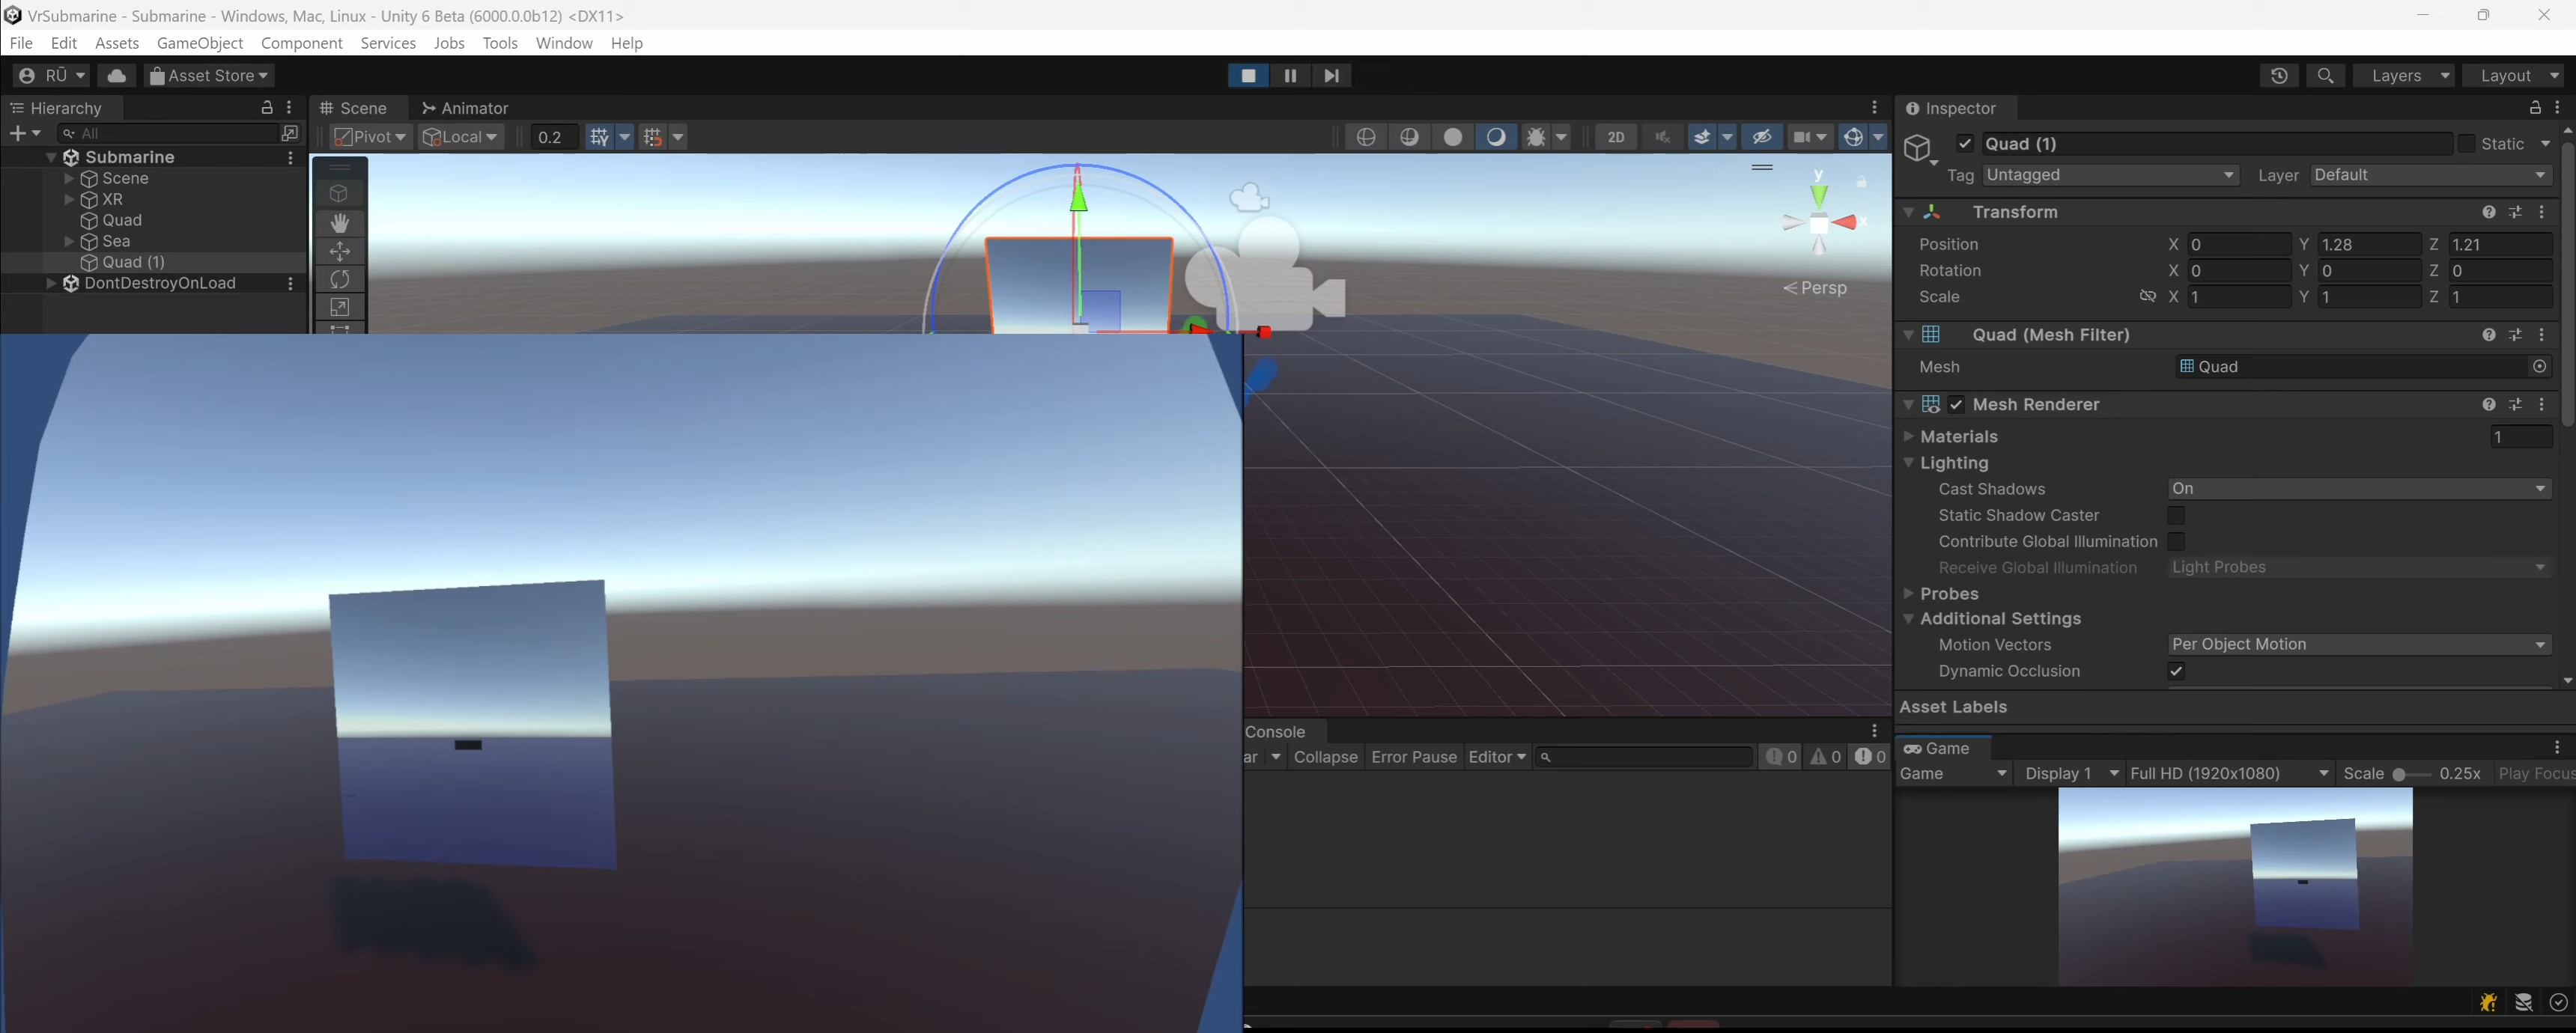 VrSubmarine - Submarine - Windows, Mac, Linux - Unity 6 Beta (6000.0.0b12) <DX11>
File Edit Assets GameObject Component Services Jobs Tools Window Help
RŪ Asset Store Layers Layout
Hierarchy
All
Submarine
Scene
XR
Quad
Sea
Quad (1)
DontDestroyOnLoad
Scene Animator
Pivot Local 0.2 2D
y
x
Persp
Inspector
Quad (1) Static
Tag Untagged Layer Default
Transform
Position X 0 Y 1.28 Z 1.21
Rotation X 0 Y 0 Z 0
Scale X 1 Y 1 Z 1
Quad (Mesh Filter)
Mesh Quad
Mesh Renderer
Materials 1
Lighting
Cast Shadows On
Static Shadow Caster
Contribute Global Illumination
Receive Global Illumination Light Probes
Probes
Additional Settings
Motion Vectors Per Object Motion
Dynamic Occlusion
Asset Labels
Console
ar Collapse Error Pause Editor 0 0 0
Game
Game Display 1 Full HD (1920x1080) Scale 0.25x Play Focus